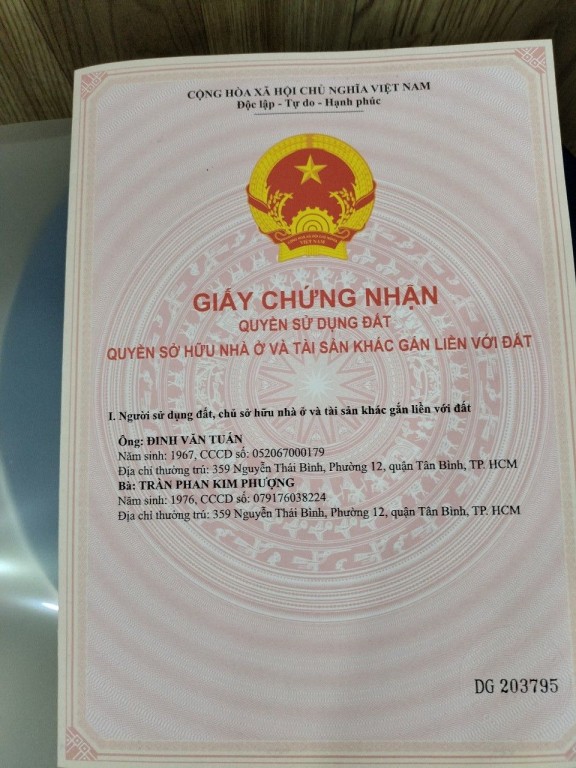 CỘNG HÒA XÃ HỘI CHỦ NGHĨA VIỆT NAM
Độc lập - Tự do - Hạnh phúc
VIỆT NAM
GIẤY CHỨNG NHẬN
QUYỀN SỬ DỤNG ĐẤT
QUYỀN SỞ HỮU NHÀ Ở VÀ TÀI SẢN KHÁC GẮN LIỀN VỚI ĐẤT
I. Người sử dụng đất, chủ sở hữu nhà ở và tài sản khác gắn liền với đất
Ông: ĐINH VĂN TUẤN
Năm sinh: 1967, CCCD số: 052067000179
Địa chỉ thường trú: 359 Nguyễn Thái Bình, Phường 12, quận Tân Bình, TP. HCM
Bà: TRẦN PHAN KIM PHƯỢNG
Năm sinh: 1976, CCCD số: 079176038224
Địa chỉ thường trú: 359 Nguyễn Thái Bình, Phường 12, quận Tân Bình, TP. HCM
DG 203795